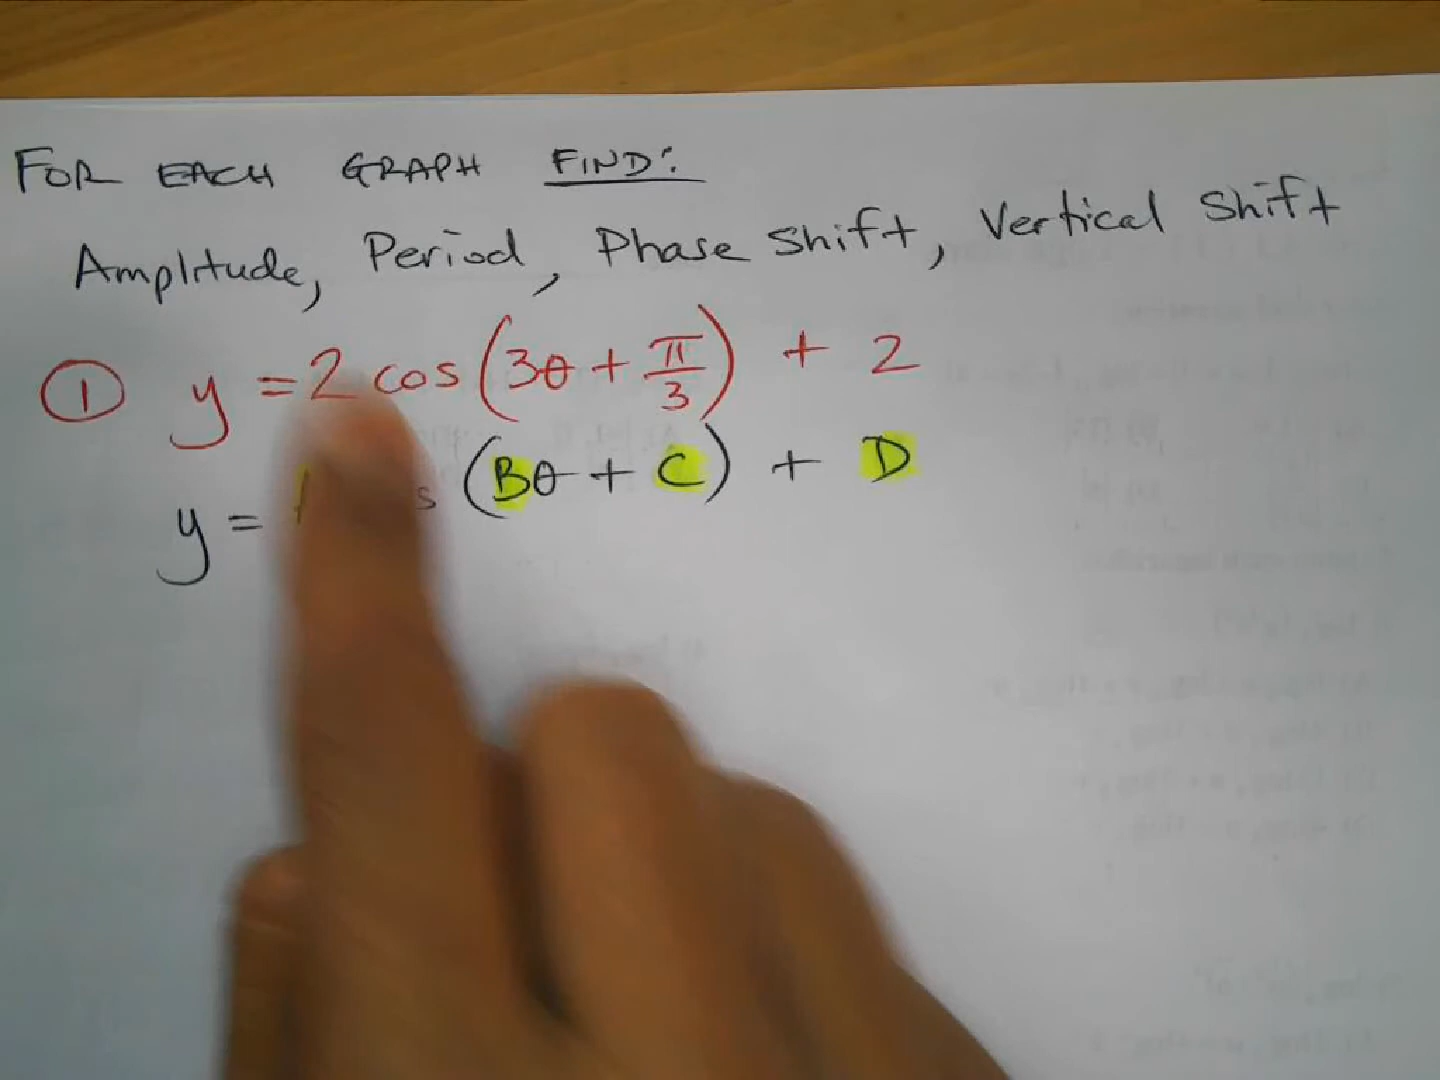 FOR EACH GRAPH FIND:
Amplitude, Period, Phase Shift, Vertical Shift
① y = 2 cos(3θ + π/3) + 2
y = s (Bθ + C) + D